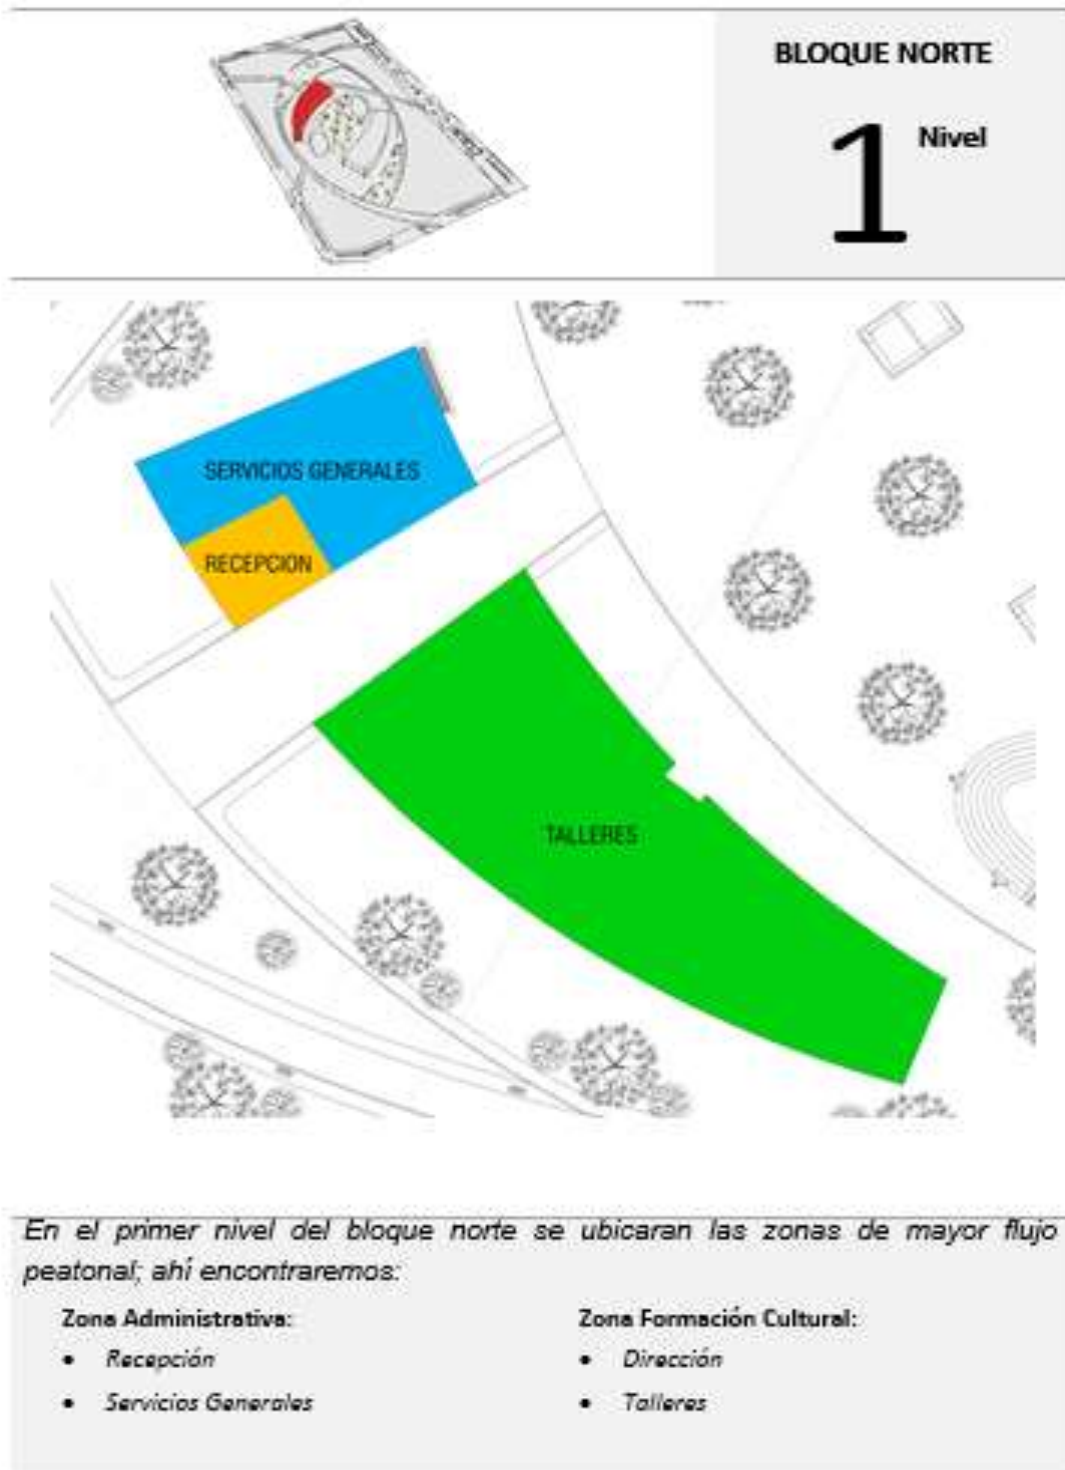 BLOQUE NORTE
1 Nivel
SERVICIOS GENERALES
RECEPCION
TALLERES
En el primer nivel del bloque norte se ubicaran las zonas de mayor flujo
peatonal; ahí encontraremos:
Zona Administrativa:
• Recepción
• Servicios Generales
Zona Formación Cultural:
• Dirección
• Talleres